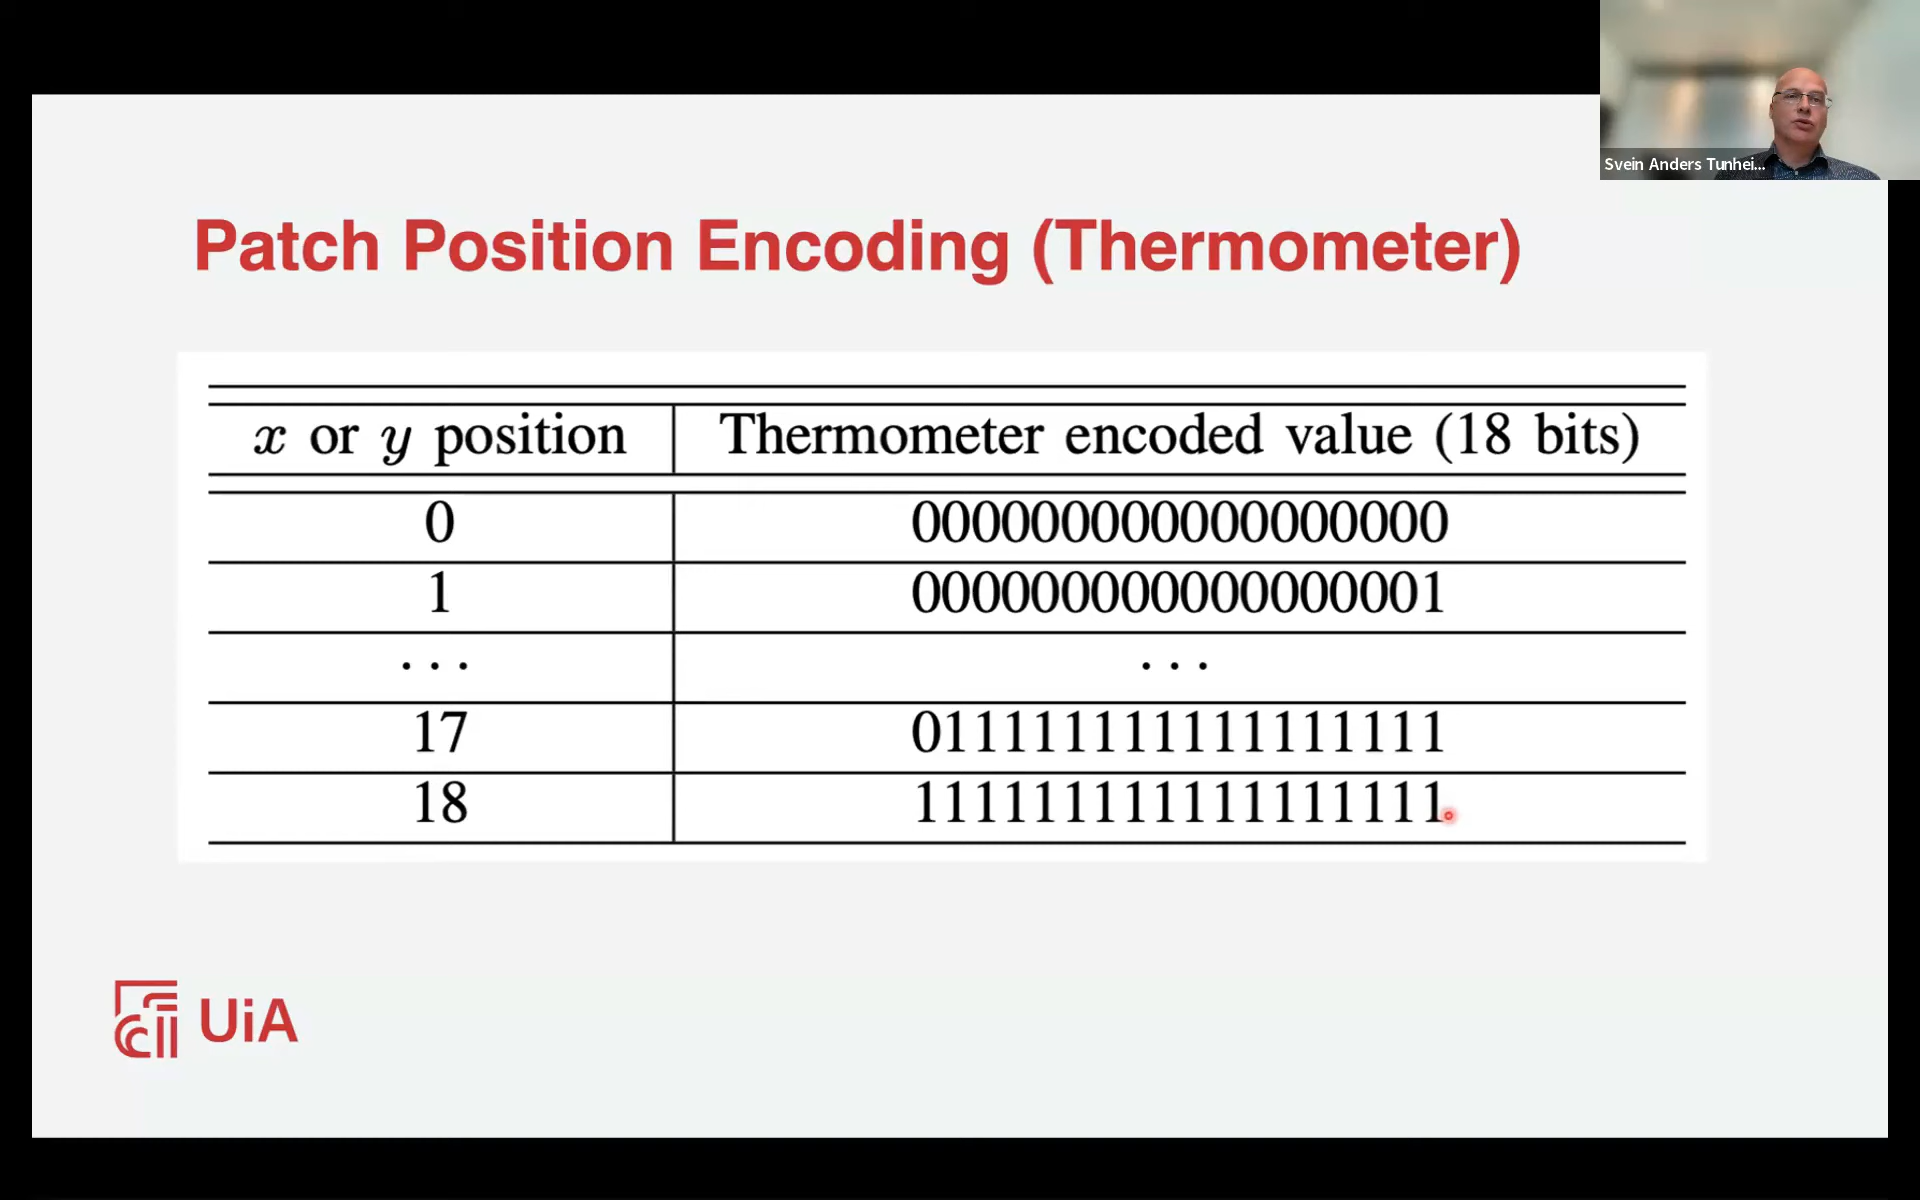 Svein Anders Tunhei...
Patch Position Encoding (Thermometer)
x or y position Thermometer encoded value (18 bits)
0 000000000000000000
1 000000000000000001
... ...
17 011111111111111111
18 111111111111111111
UiA